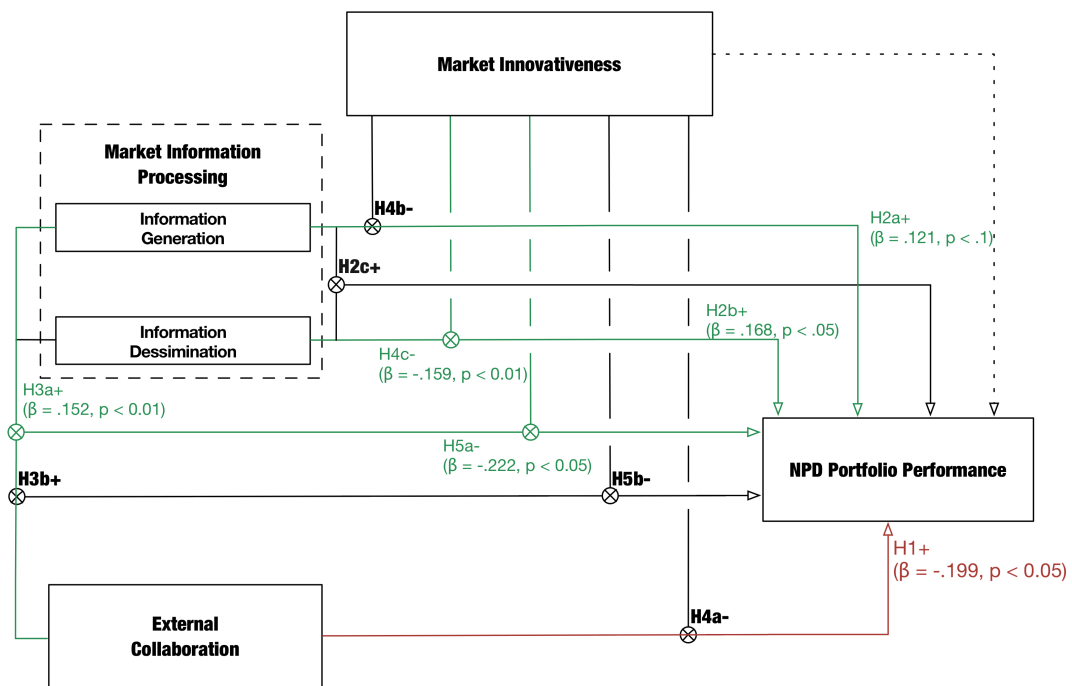 Market Innovativeness
Market Information
Processing
Information
Generation
H4b-
H2a+
(β = .121, p < .1)
H2c+
Information
Dessimination
H2b+
(β = .168, p < .05)
H4c-
(β = -.159, p < 0.01)
H3a+
(β = .152, p < 0.01)
H5a-
(β = -.222, p < 0.05)
NPD Portfolio Performance
H3b+
H5b-
H1+
(β = -.199, p < 0.05)
H4a-
External
Collaboration